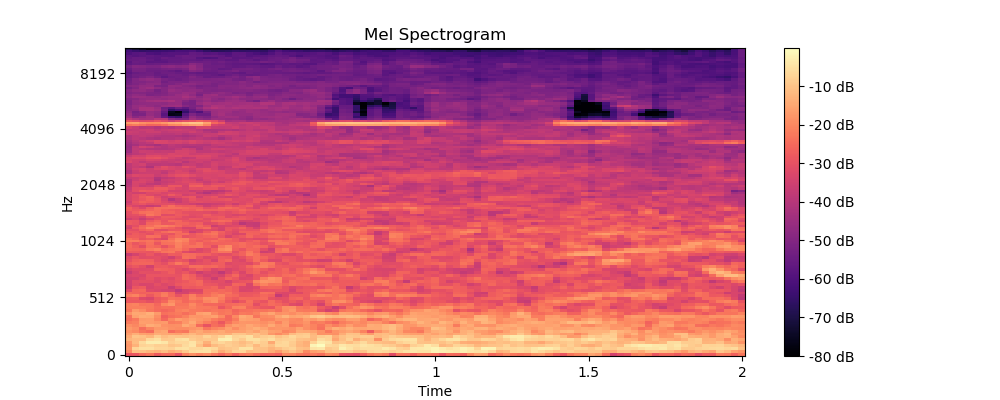 Mel Spectrogram
Hz
8192
4096
2048
1024
512
0
0 0.5 1 1.5 2
Time
-10 dB
-20 dB
-30 dB
-40 dB
-50 dB
-60 dB
-70 dB
-80 dB